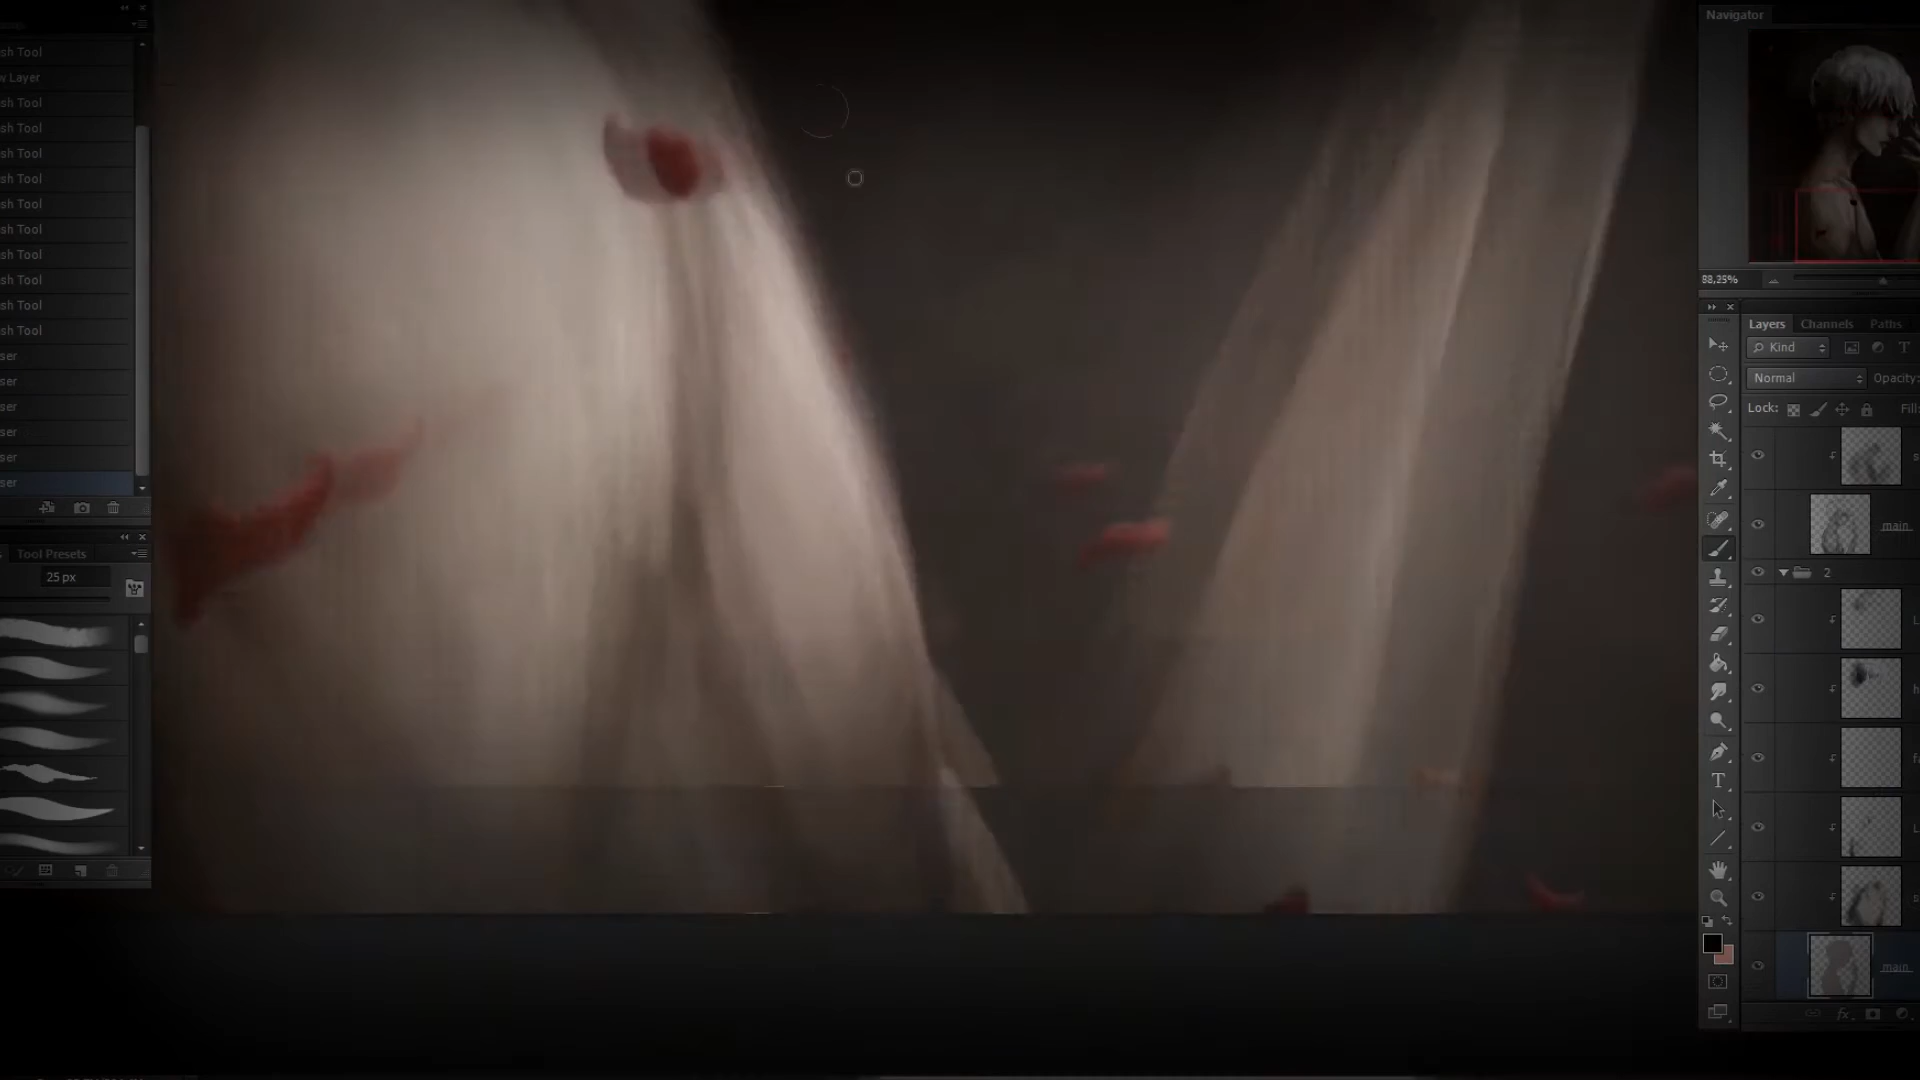 sh Tool
w Layer
sh Tool
sh Tool
sh Tool
sh Tool
sh Tool
sh Tool
sh Tool
sh Tool
sh Tool
sh Tool
ser
ser
ser
ser
ser
ser
Tool Presets
25 px
Navigator
88,25%
Layers
Channels
Paths
Kind
T
Normal
Opacity:
Lock:
Fill:
s
main
2
L
h
fa
L
s
main
T
fx